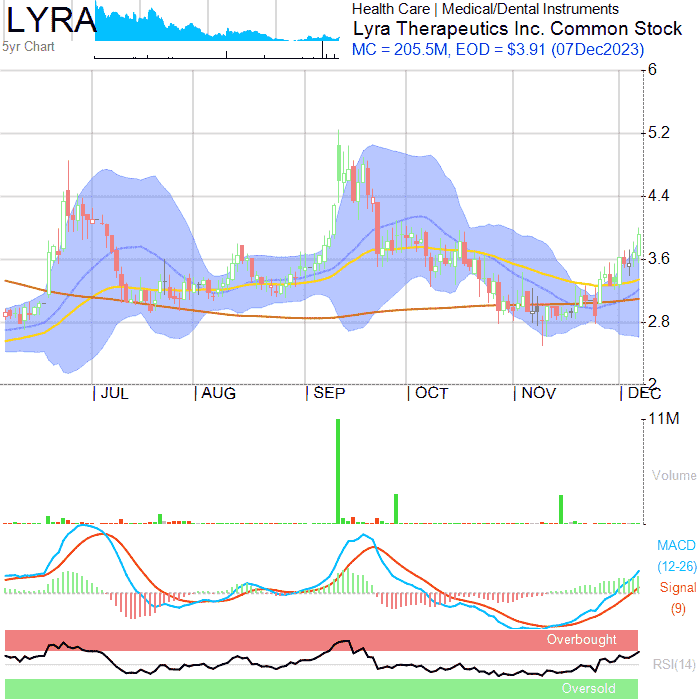 LYRA
5yr Chart
Health Care | Medical/Dental Instruments
Lyra Therapeutics Inc. Common Stock
MC = 205.5M, EOD = $3.91 (07Dec2023)
6
5.2
4.4
3.6
2.8
2
JUL
AUG
SEP
OCT
NOV
DEC
11M
Volume
MACD
(12-26)
Signal
(9)
Overbought
RSI(14)
Oversold